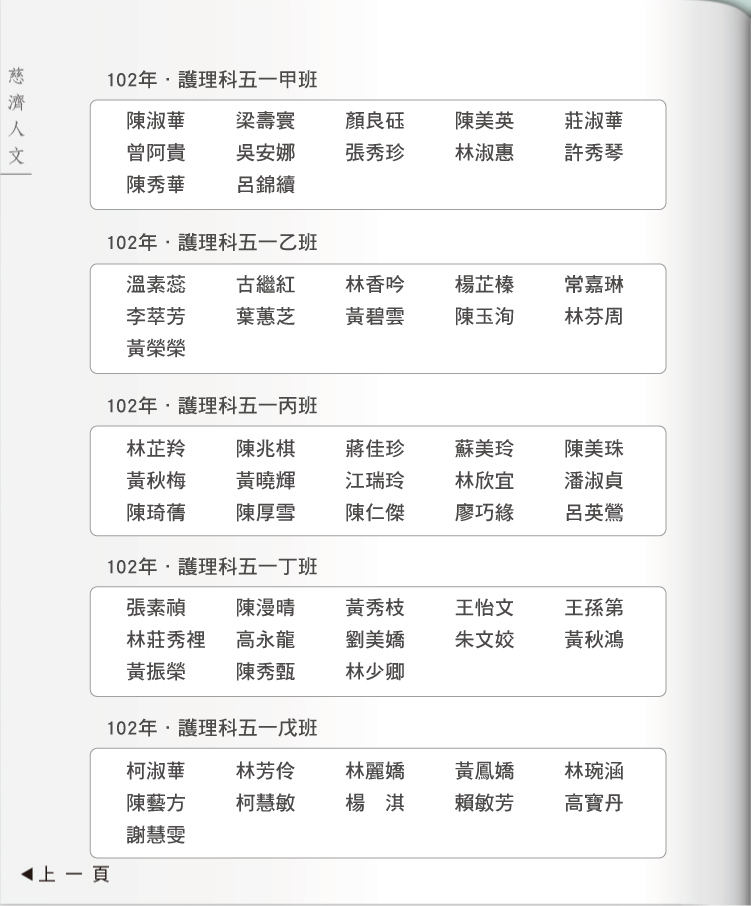 慈濟人文
102年．護理科五一甲班
陳淑華 梁壽寰 顏良砡 陳美英 莊淑華
曾阿貴 吳安娜 張秀珍 林淑惠 許秀琴
陳秀華 呂錦續
102年．護理科五一乙班
溫素蕊 古繼紅 林香吟 楊芷榛 常嘉琳
李萃芳 葉蕙芝 黃碧雲 陳玉洵 林芬周
黃榮榮
102年．護理科五一丙班
林芷羚 陳兆棋 蔣佳珍 蘇美玲 陳美珠
黃秋梅 黃曉輝 江瑞玲 林欣宜 潘淑貞
陳琦蒨 陳厚雪 陳仁傑 廖巧緣 呂英鶯
102年．護理科五一丁班
張素禎 陳漫晴 黃秀枝 王怡文 王孫第
林莊秀裡 高永龍 劉美嬌 朱文姣 黃秋鴻
黃振榮 陳秀甄 林少卿
102年．護理科五一戊班
柯淑華 林芳伶 林麗嬌 黃鳳嬌 林琬涵
陳藝方 柯慧敏 楊　淇 賴敏芳 高寶丹
謝慧雯
◀上一頁